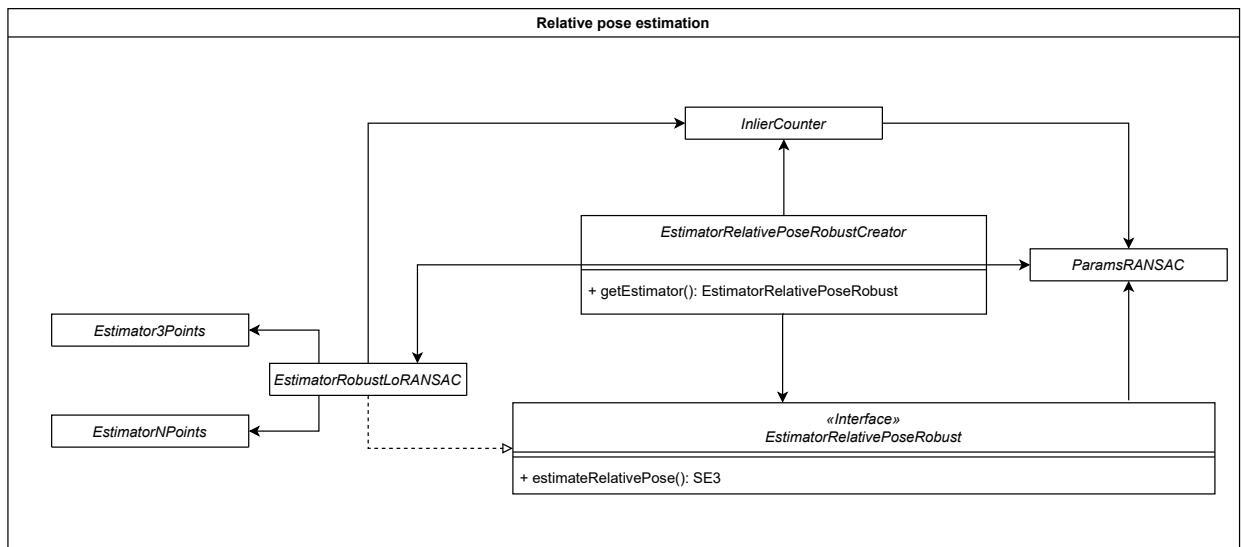 Relative pose estimation
InlierCounter
EstimatorRelativePoseRobustCreator
+ getEstimator(): EstimatorRelativePoseRobust
ParamsRANSAC
Estimator3Points
EstimatorRobustLoRANSAC
EstimatorNPoints
«Interface»
EstimatorRelativePoseRobust
+ estimateRelativePose(): SE3